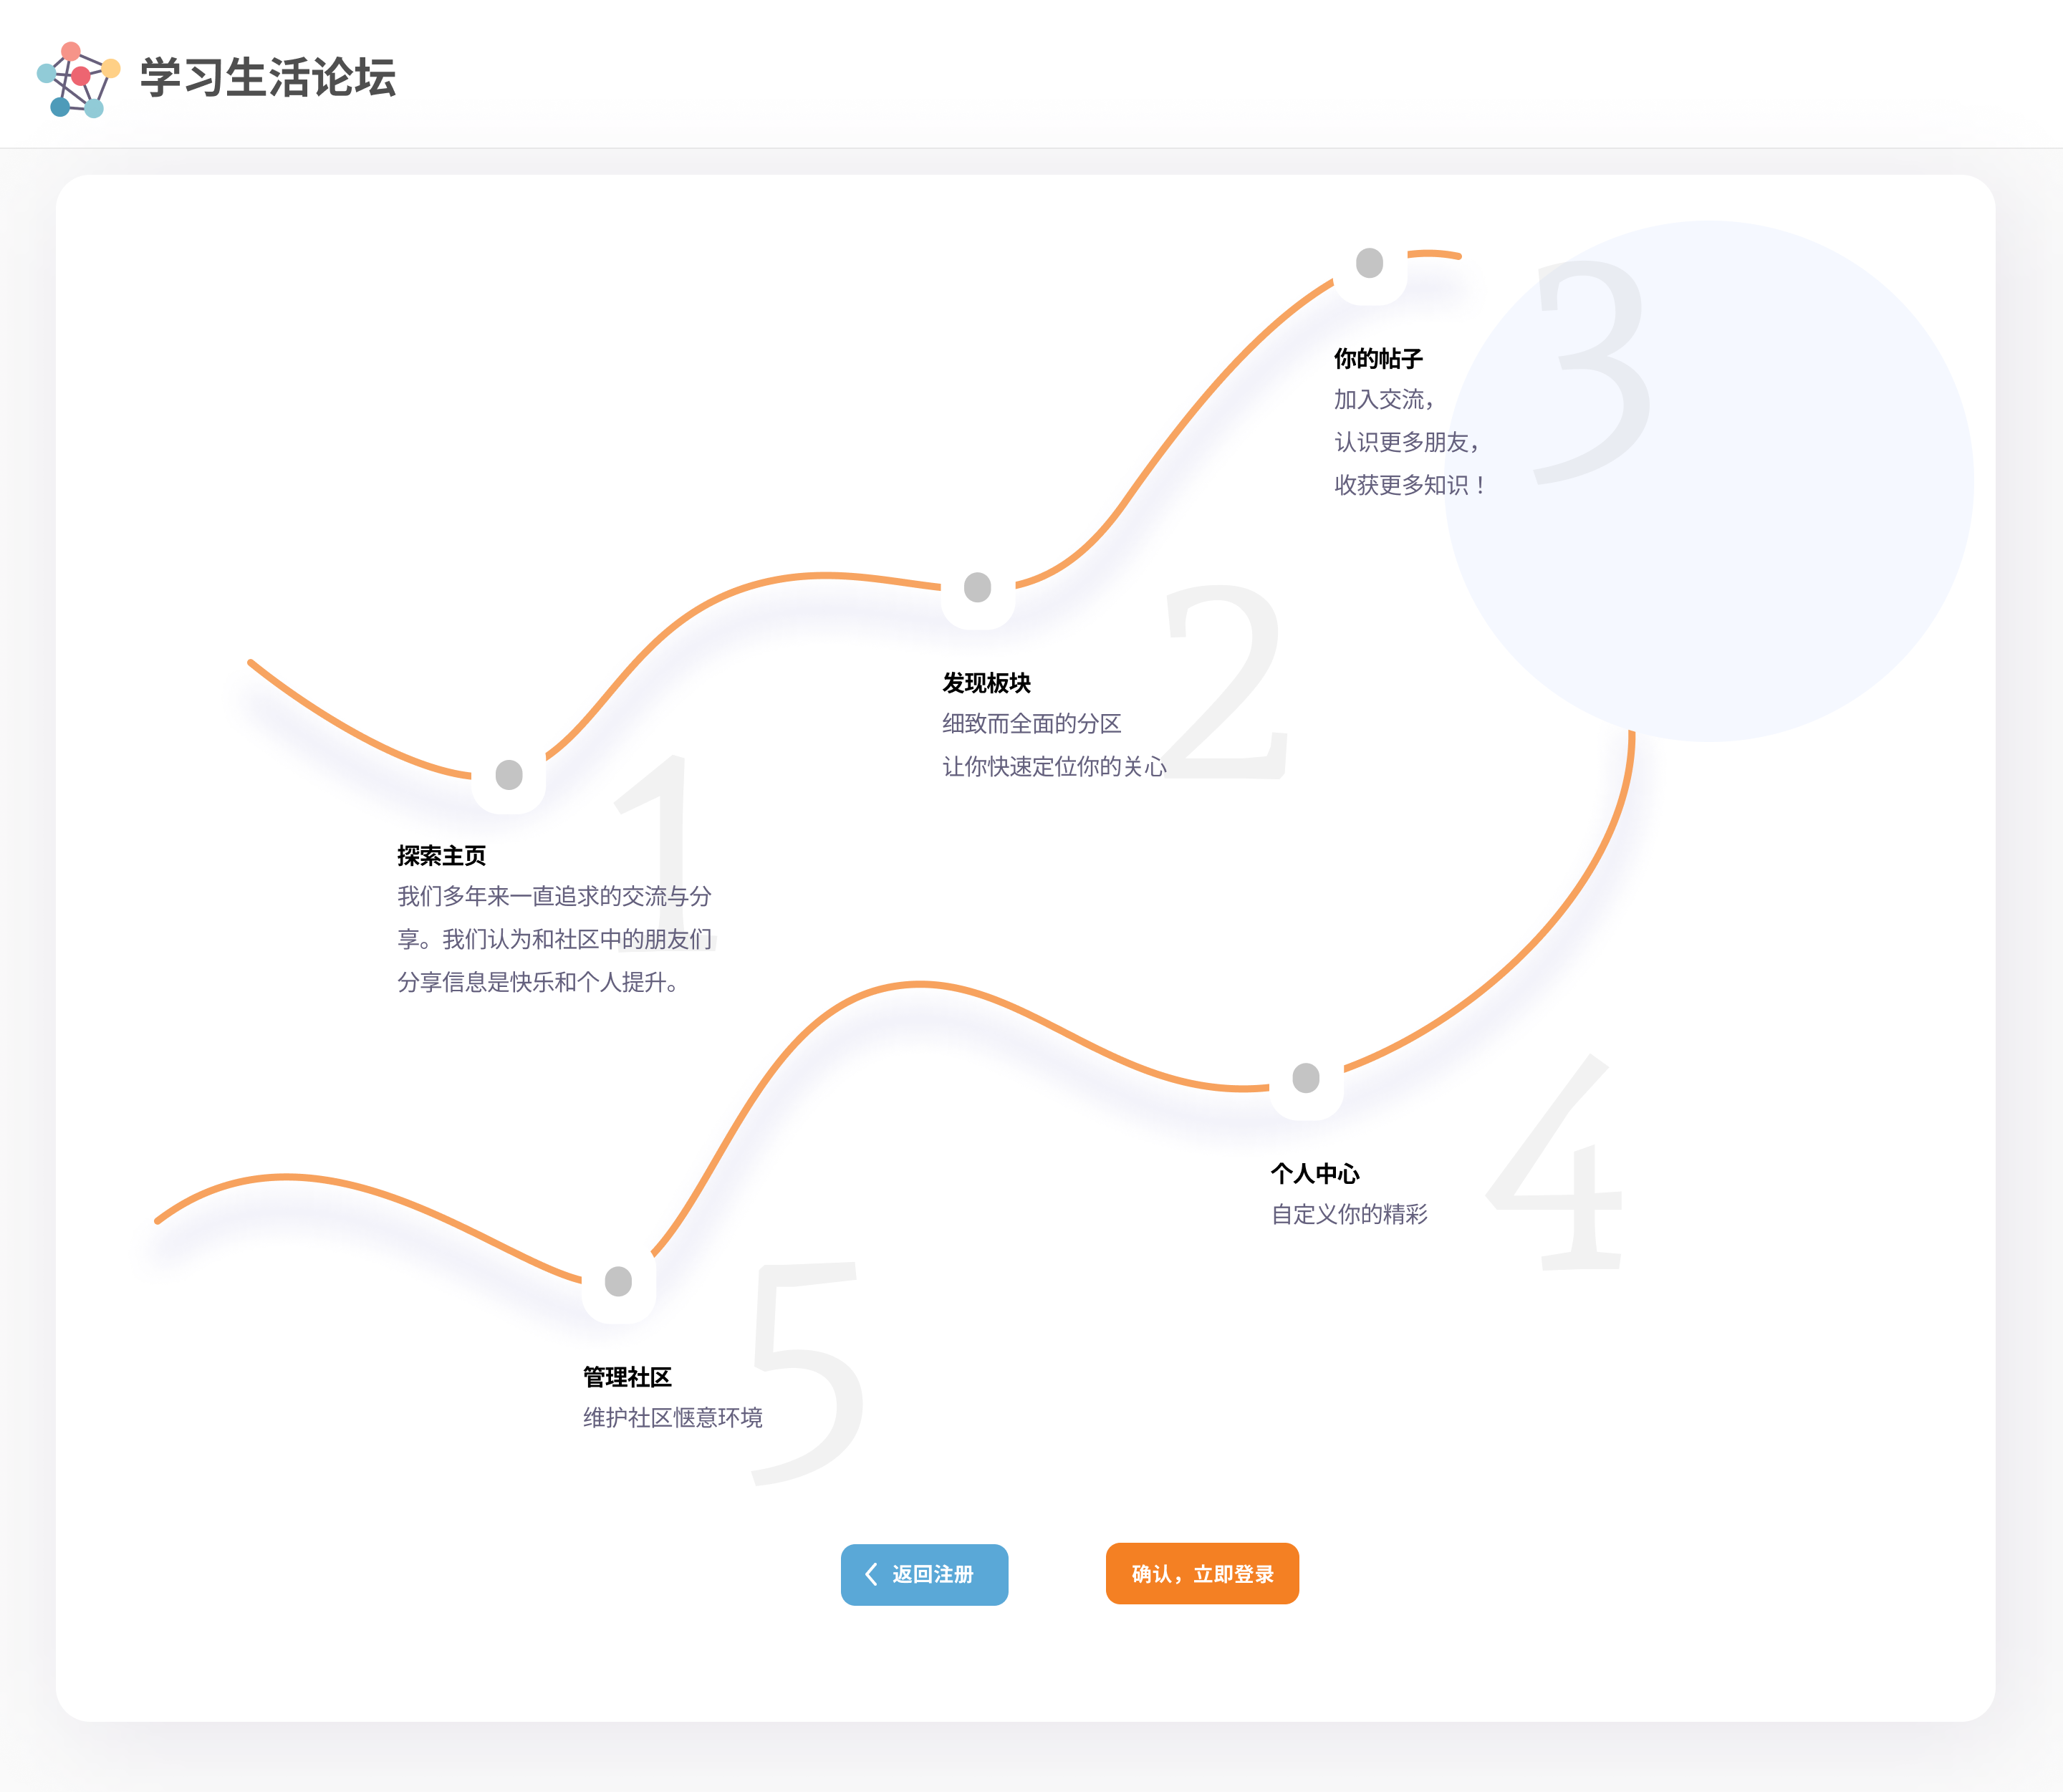 学习生活论坛
3
你的帖子
加入交流，
认识更多朋友，
收获更多知识！
2
发现板块
细致而全面的分区
让你快速定位你的关心
1
探索主页
我们多年来一直追求的交流与分
享。我们认为和社区中的朋友们
分享信息是快乐和个人提升。
4
个人中心
自定义你的精彩
5
管理社区
维护社区惬意环境
返回注册
确认，立即登录